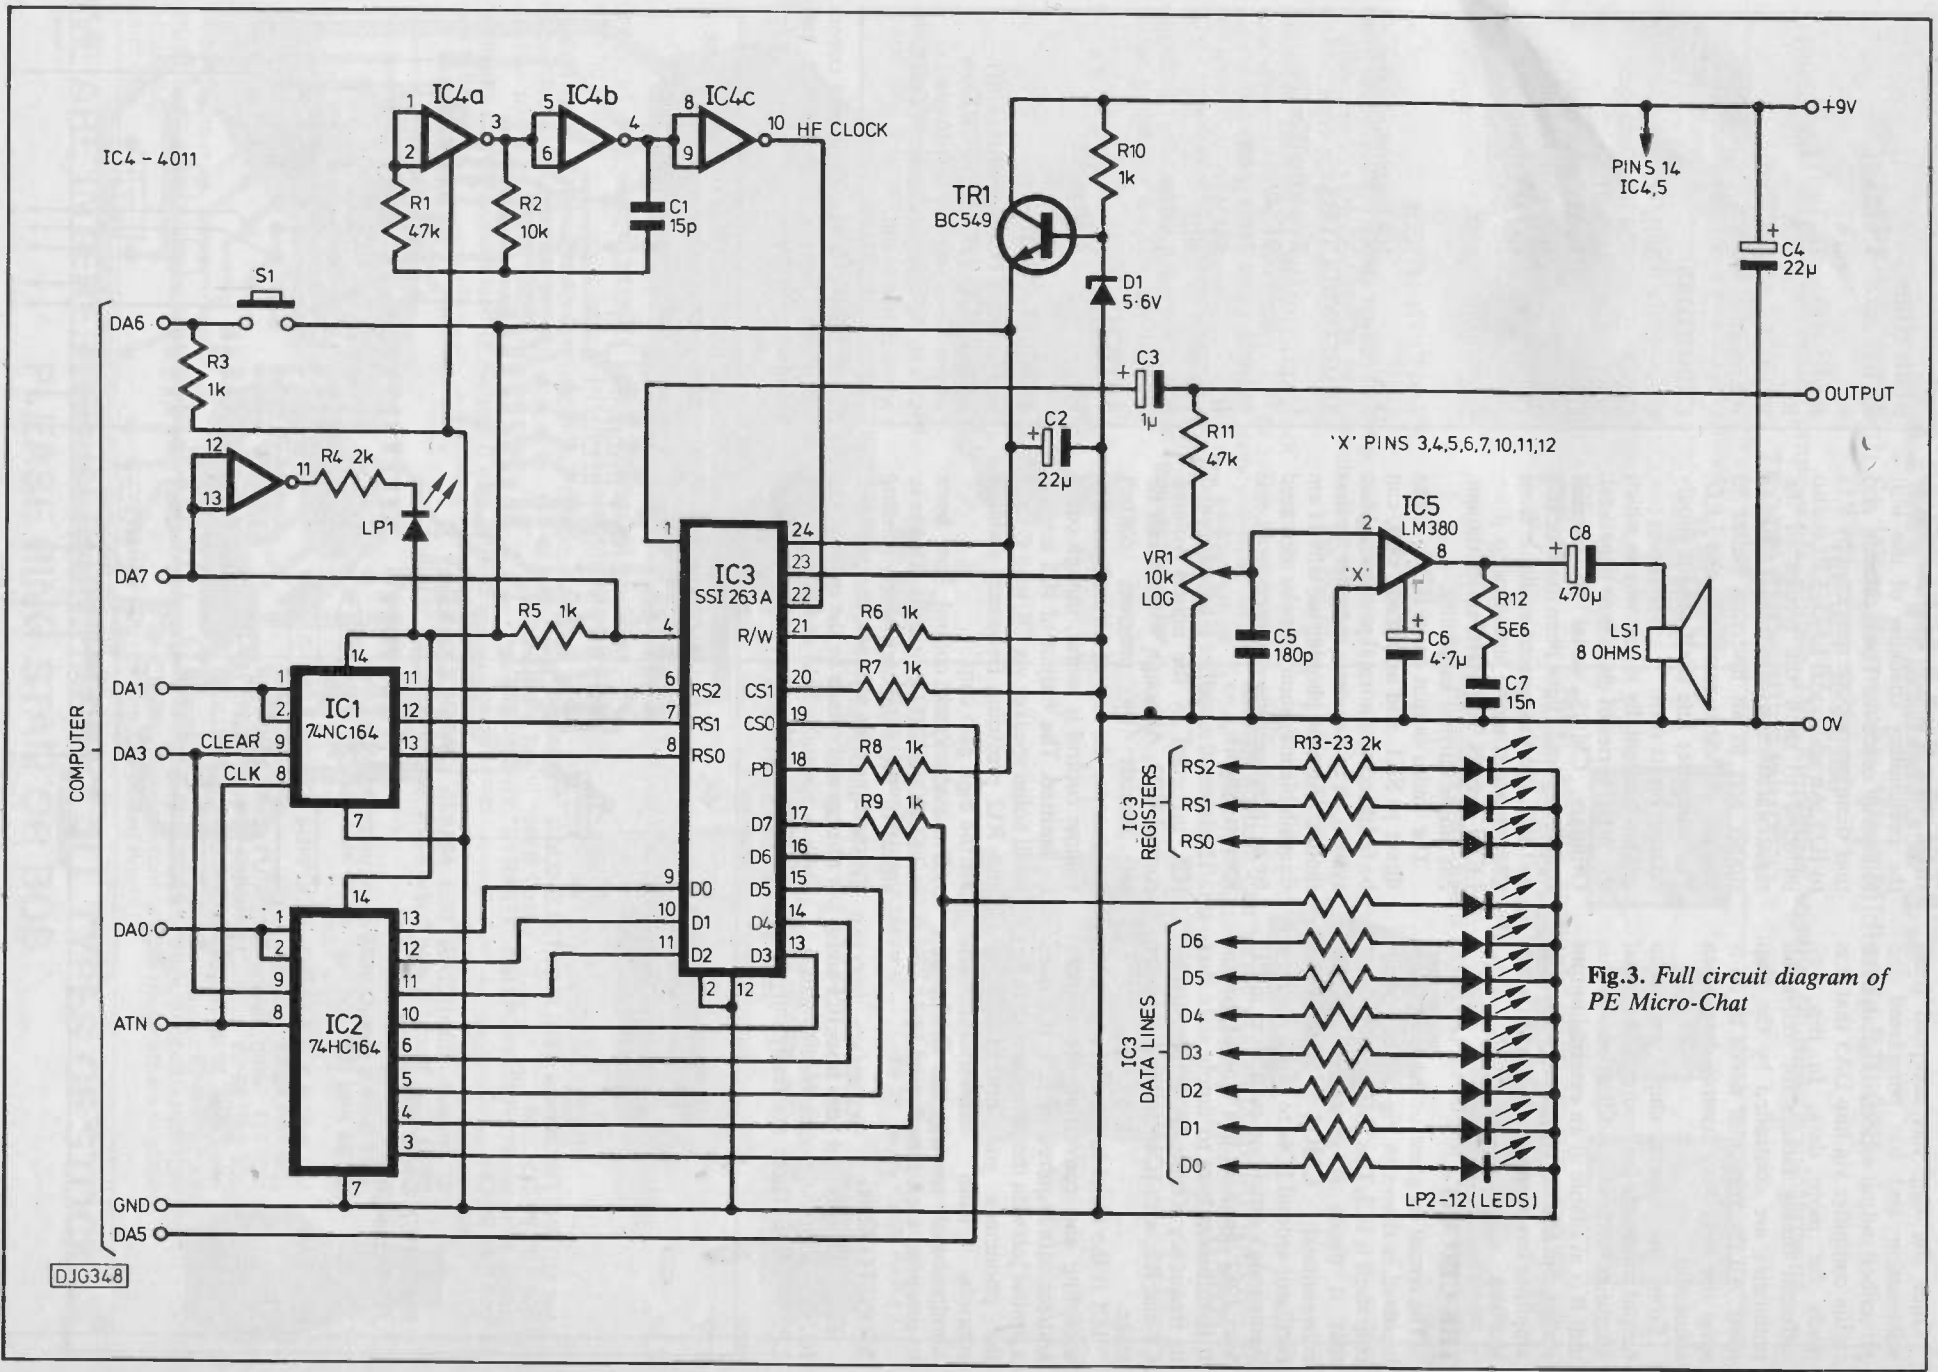 IC4a
IC4b
IC4c
1
2
3
5
6
4
8
9
10
HF CLOCK
IC4 - 4011
R1
47k
R2
10k
C1
15p
TR1
BC549
R10
1k
D1
5·6V
+9V
PINS 14
IC4,5
+
C4
22µ
S1
DA6
R3
1k
12
13
11
R4 2k
LP1
DA7
COMPUTER
DA1
DA3
CLEAR
CLK
DA0
ATN
GND
DA5
14
1
2
9
8
7
IC1
74NC164
11
12
13
14
1
2
9
8
7
IC2
74HC164
13
12
11
10
6
5
4
3
R5 1k
1
4
6
7
8
9
10
11
IC3
SSI 263A
RS2
RS1
RS0
D0
D1
D2
R/W
CS1
CS0
PD
D7
D6
D5
D4
D3
2
12
24
23
22
21
20
19
18
17
16
15
14
13
R6 1k
R7 1k
R8 1k
R9 1k
+
C2
22µ
+
C3
1µ
OUTPUT
R11
47k
'X' PINS 3,4,5,6,7,10,11,12
VR1
10k
LOG
C5
180p
2
'X'
IC5
LM380
8
1
+
C6
4·7µ
R12
5E6
C7
15n
+
C8
470µ
LS1
8 OHMS
0V
R13-23 2k
IC3
REGISTERS
RS2
RS1
RS0
IC3
DATA LINES
D6
D5
D4
D3
D2
D1
D0
LP2-12 (LEDS)
Fig.3. Full circuit diagram of
PE Micro-Chat
DJG348